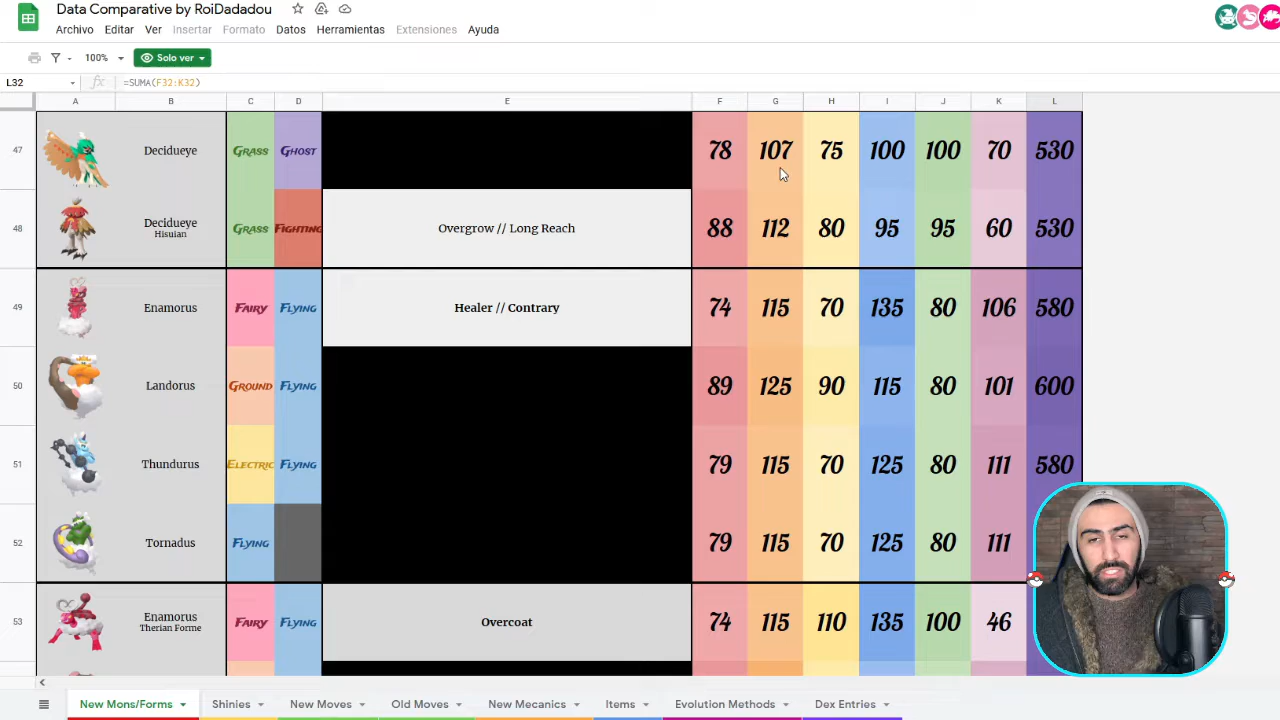 Data Comparative by RoiDadadou
Archivo Editar Ver Insertar Formato Datos Herramientas Extensiones Ayuda
100% Solo ver
L32 fx =SUMA(F32:K32)
A B C D E F G H I J K L
47 Decidueye Grass Ghost 78 107 75 100 100 70 530
48 Decidueye Hisuian Grass Fighting Overgrow // Long Reach 88 112 80 95 95 60 530
49 Enamorus Fairy Flying Healer // Contrary 74 115 70 135 80 106 580
50 Landorus Ground Flying 89 125 90 115 80 101 600
51 Thundurus Electric Flying 79 115 70 125 80 111 580
52 Tornadus Flying 79 115 70 125 80 111
53 Enamorus Therian Forme Fairy Flying Overcoat 74 115 110 135 100 46
New Mons/Forms Shinies New Moves Old Moves New Mecanics Items Evolution Methods Dex Entries